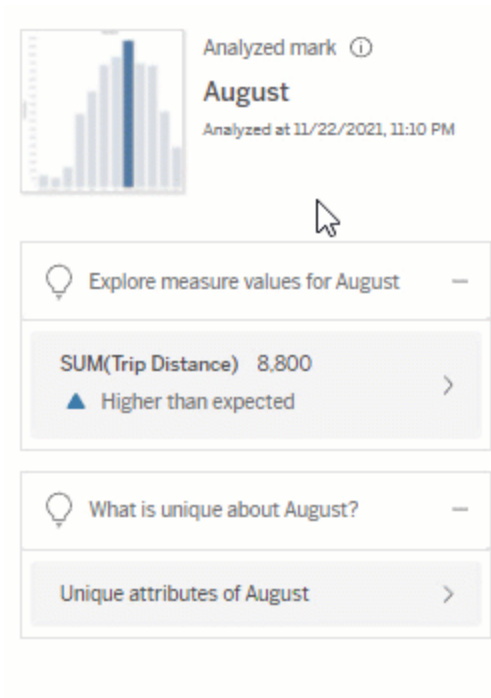 Analyzed mark
August
Analyzed at 11/22/2021, 11:10 PM
Explore measure values for August
SUM(Trip Distance) 8,800
Higher than expected
What is unique about August?
Unique attributes of August